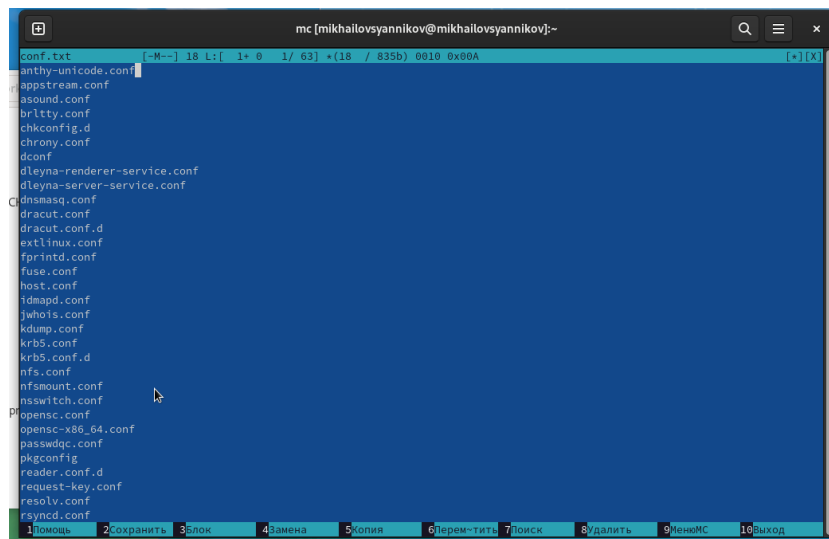 mc [mikhailovsyannikov@mikhailovsyannikov]:~
conf.txt [-M--] 18 L:[ 1+ 0 1/ 63] *(18 / 835b) 0010 0x00A [*][X]
anthy-unicode.conf
appstream.conf
asound.conf
brltty.conf
chkconfig.d
chrony.conf
dconf
dleyna-renderer-service.conf
dleyna-server-service.conf
dnsmasq.conf
dracut.conf
dracut.conf.d
extlinux.conf
fprintd.conf
fuse.conf
host.conf
idmapd.conf
jwhois.conf
kdump.conf
krb5.conf
krb5.conf.d
nfs.conf
nfsmount.conf
nsswitch.conf
opensc.conf
opensc-x86_64.conf
passwdqc.conf
pkgconfig
reader.conf.d
request-key.conf
resolv.conf
rsyncd.conf
1Помощь 2Сохранить 3Блок 4Замена 5Копия 6Перем~тить 7Поиск 8Удалить 9МенюMC 10Выход